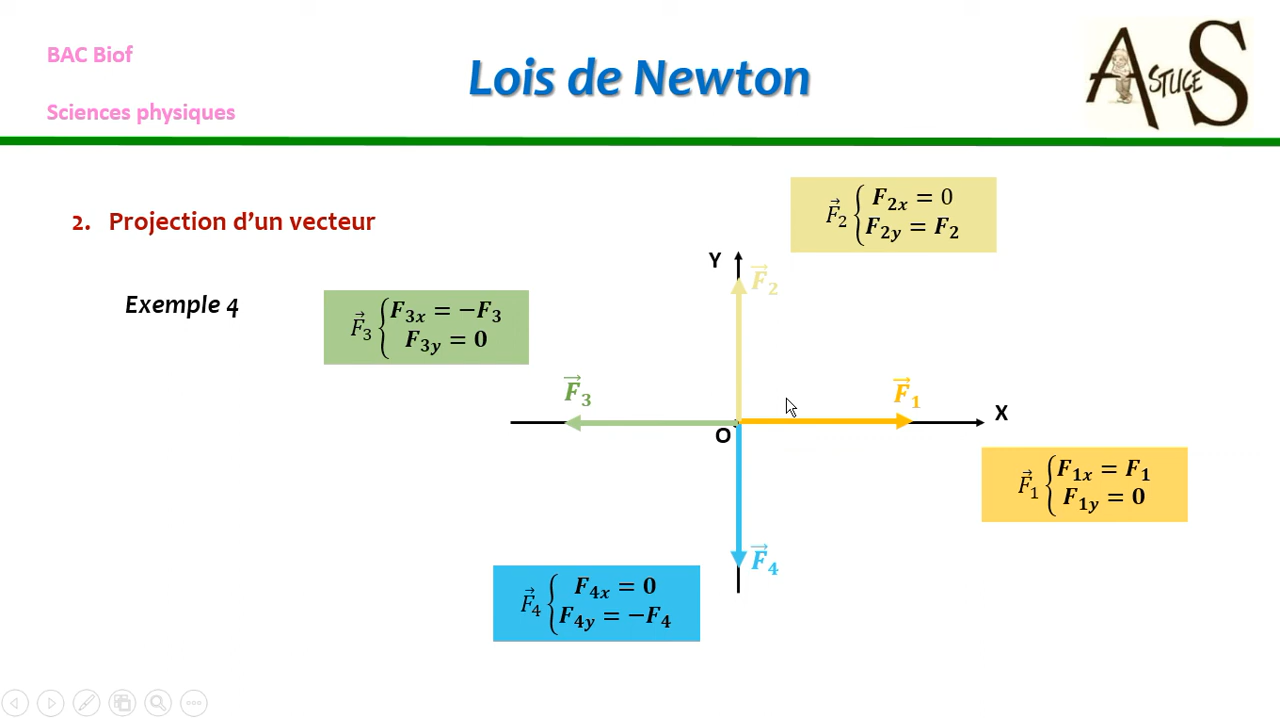 BAC Biof
Sciences physiques
Lois de Newton
ASTUCES
2. Projection d'un vecteur
Exemple 4
F⃗₂ { F₂ₓ = 0
F₂y = F₂
F⃗₃ { F₃ₓ = −F₃
F₃y = 0
Y
F⃗₂
F⃗₃
F⃗₁
X
O
F⃗₁ { F₁ₓ = F₁
F₁y = 0
F⃗₄
F⃗₄ { F₄ₓ = 0
F₄y = −F₄